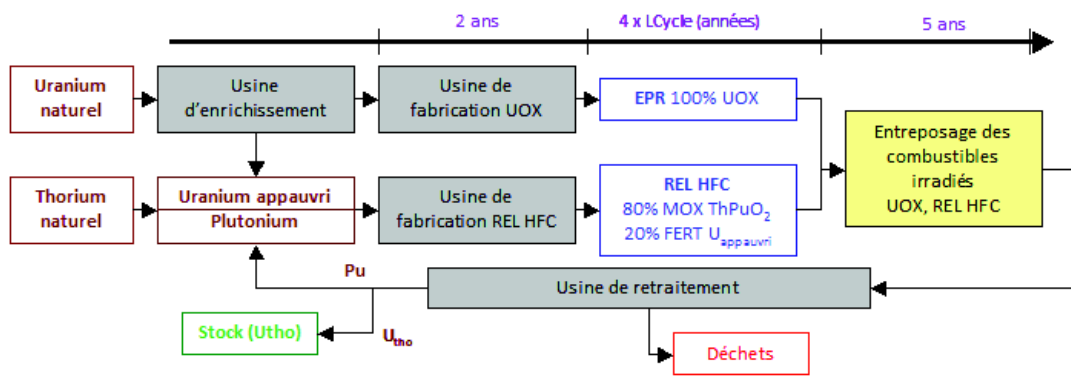 2 ans
4 x LCycle (années)
5 ans
Uranium
naturel
Usine
d'enrichissement
Usine de
fabrication UOX
EPR 100% UOX
Entreposage des
combustibles
irradiés
UOX, REL HFC
Thorium
naturel
Uranium appauvri
Plutonium
Usine de
fabrication REL HFC
REL HFC
80% MOX ThPuO₂
20% FERT U_appauvri
Pu
Usine de retraitement
Stock (Utho)
U_tho
Déchets